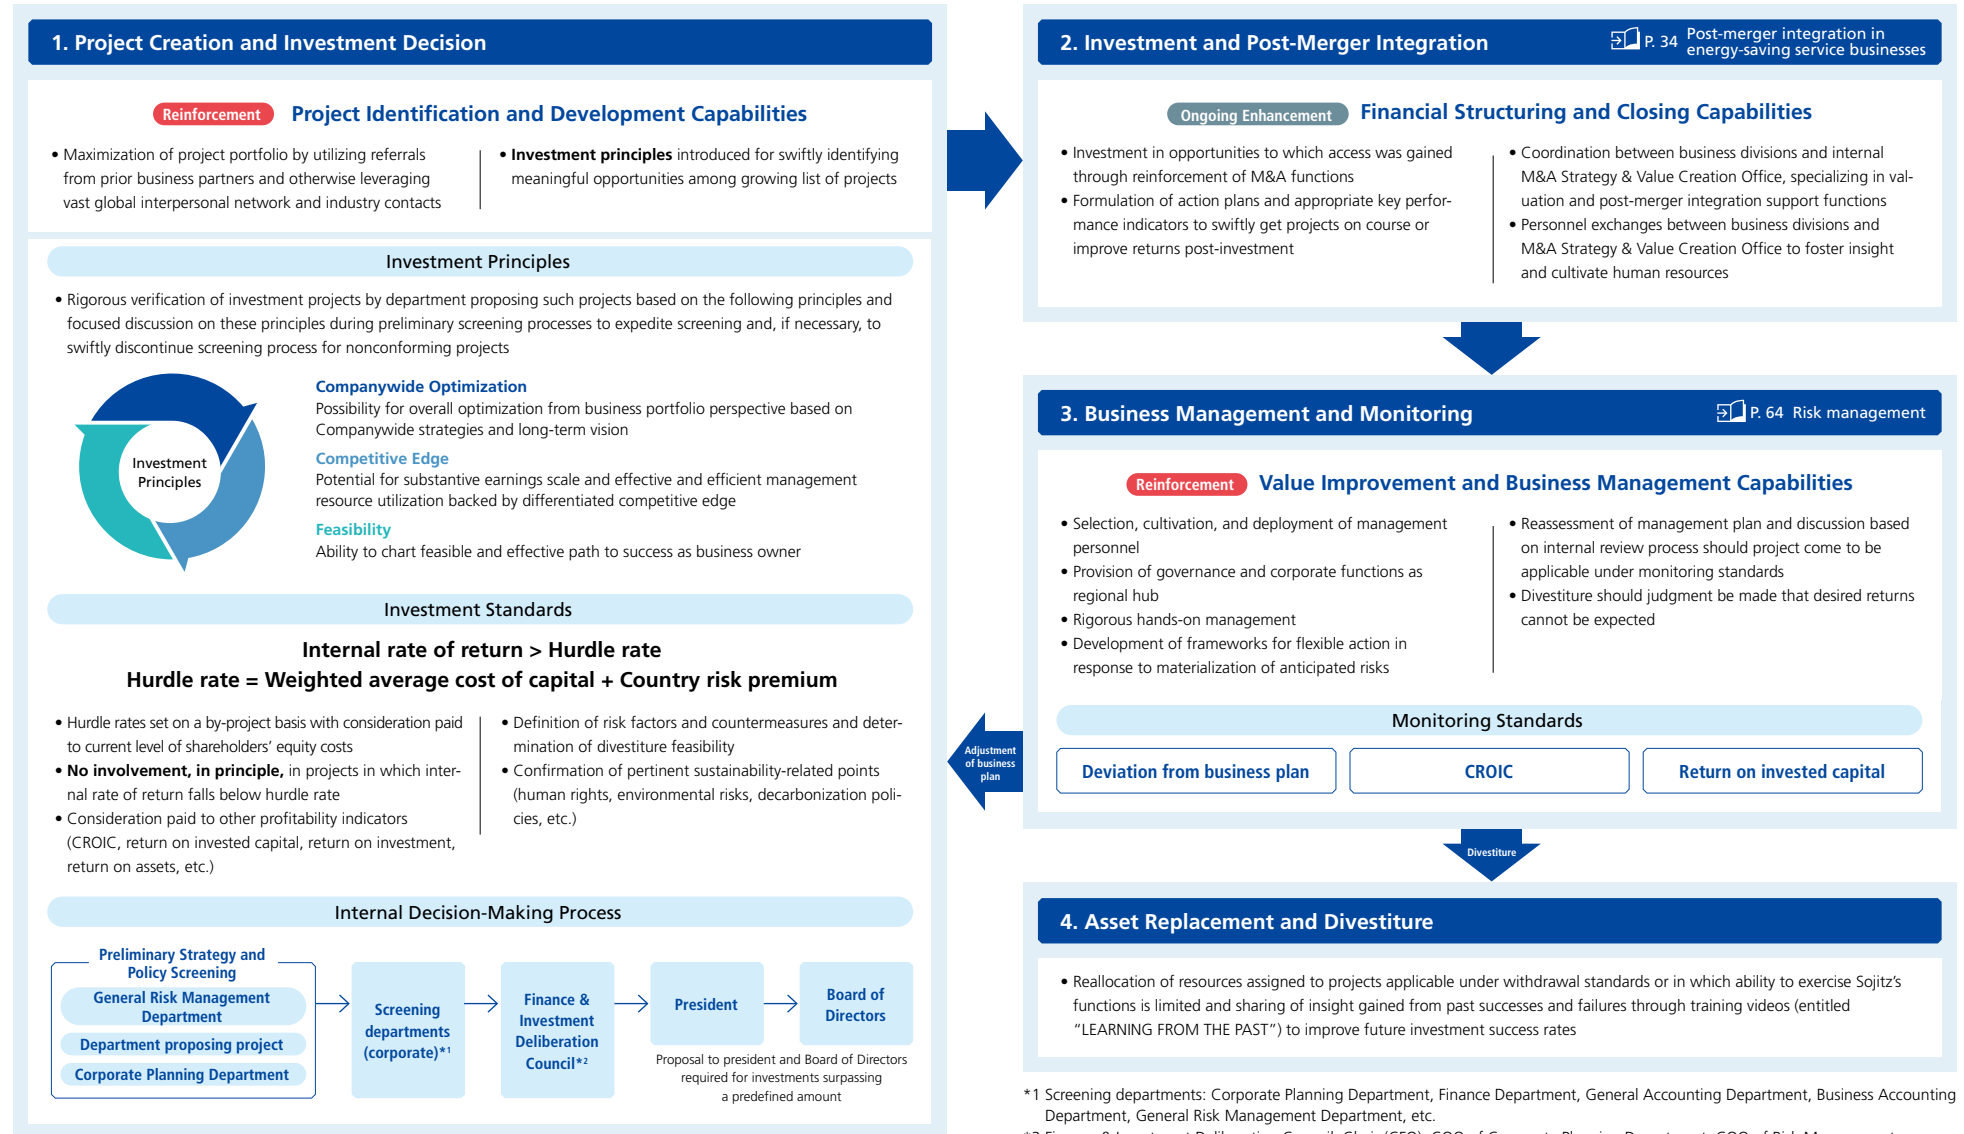 1. Project Creation and Investment Decision
Reinforcement Project Identification and Development Capabilities
• Maximization of project portfolio by utilizing referrals
from prior business partners and otherwise leveraging
vast global interpersonal network and industry contacts
• Investment principles introduced for swiftly identifying
meaningful opportunities among growing list of projects
Investment Principles
• Rigorous verification of investment projects by department proposing such projects based on the following principles and
focused discussion on these principles during preliminary screening processes to expedite screening and, if necessary, to
swiftly discontinue screening process for nonconforming projects
Investment
Principles
Companywide Optimization
Possibility for overall optimization from business portfolio perspective based on
Companywide strategies and long-term vision
Competitive Edge
Potential for substantive earnings scale and effective and efficient management
resource utilization backed by differentiated competitive edge
Feasibility
Ability to chart feasible and effective path to success as business owner
Investment Standards
Internal rate of return > Hurdle rate
Hurdle rate = Weighted average cost of capital + Country risk premium
• Hurdle rates set on a by-project basis with consideration paid
to current level of shareholders’ equity costs
• No involvement, in principle, in projects in which inter-
nal rate of return falls below hurdle rate
• Consideration paid to other profitability indicators
(CROIC, return on invested capital, return on investment,
return on assets, etc.)
• Definition of risk factors and countermeasures and deter-
mination of divestiture feasibility
• Confirmation of pertinent sustainability-related points
(human rights, environmental risks, decarbonization poli-
cies, etc.)
Internal Decision-Making Process
Preliminary Strategy and
Policy Screening
General Risk Management
Department
Department proposing project
Corporate Planning Department
Screening
departments
(corporate)*1
Finance &
Investment
Deliberation
Council*2
President
Board of
Directors
Proposal to president and Board of Directors
required for investments surpassing
a predefined amount
2. Investment and Post-Merger Integration
P. 34 Post-merger integration in
energy-saving service businesses
Ongoing Enhancement Financial Structuring and Closing Capabilities
• Investment in opportunities to which access was gained
through reinforcement of M&A functions
• Formulation of action plans and appropriate key perfor-
mance indicators to swiftly get projects on course or
improve returns post-investment
• Coordination between business divisions and internal
M&A Strategy & Value Creation Office, specializing in val-
uation and post-merger integration support functions
• Personnel exchanges between business divisions and
M&A Strategy & Value Creation Office to foster insight
and cultivate human resources
3. Business Management and Monitoring
P. 64 Risk management
Reinforcement Value Improvement and Business Management Capabilities
• Selection, cultivation, and deployment of management
personnel
• Provision of governance and corporate functions as
regional hub
• Rigorous hands-on management
• Development of frameworks for flexible action in
response to materialization of anticipated risks
• Reassessment of management plan and discussion based
on internal review process should project come to be
applicable under monitoring standards
• Divestiture should judgment be made that desired returns
cannot be expected
Monitoring Standards
Deviation from business plan
CROIC
Return on invested capital
Adjustment
of business
plan
Divestiture
4. Asset Replacement and Divestiture
• Reallocation of resources assigned to projects applicable under withdrawal standards or in which ability to exercise Sojitz’s
functions is limited and sharing of insight gained from past successes and failures through training videos (entitled
“LEARNING FROM THE PAST”) to improve future investment success rates
*1 Screening departments: Corporate Planning Department, Finance Department, General Accounting Department, Business Accounting
Department, General Risk Management Department, etc.